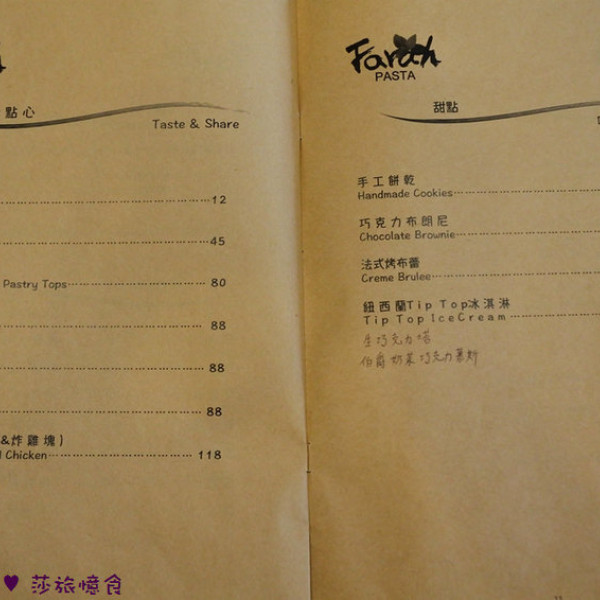 點心
Taste & Share
12
45
Pastry Tops 80
88
88
88
&炸雞塊)
Chicken 118
Farah
PASTA
甜點
手工餅乾
Handmade Cookies
巧克力布朗尼
Chocolate Brownie
法式烤布蕾
Creme Brulee
紐西蘭Tip Top冰淇淋
Tip Top IceCream
生巧克力塔
伯爵奶茶巧克力慕斯
♥ 莎旅憶食